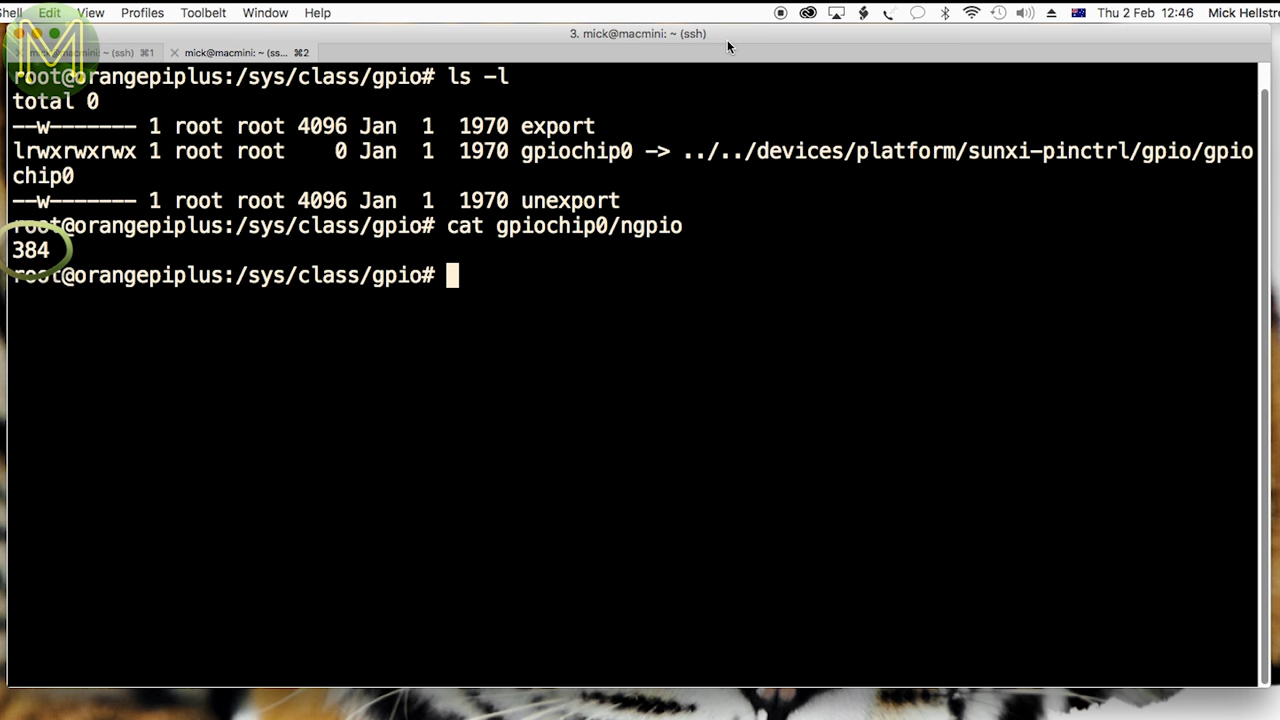 Shell Edit View Profiles Toolbelt Window Help Thu 2 Feb 12:46 Mick Hellstr
3. mick@macmini: ~ (ssh)
mick@macmini: ~ (ssh) ⌘1 mick@macmini: ~ (ss... ⌘2
M
root@orangepiplus:/sys/class/gpio# ls -l
total 0
--w------- 1 root root 4096 Jan 1 1970 export
lrwxrwxrwx 1 root root 0 Jan 1 1970 gpiochip0 -> ../../devices/platform/sunxi-pinctrl/gpio/gpio
chip0
--w------- 1 root root 4096 Jan 1 1970 unexport
root@orangepiplus:/sys/class/gpio# cat gpiochip0/ngpio
384
root@orangepiplus:/sys/class/gpio#